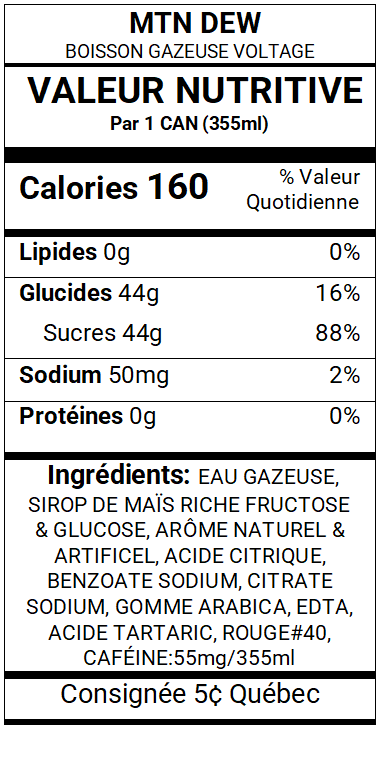 MTN DEW
BOISSON GAZEUSE VOLTAGE
VALEUR NUTRITIVE
Par 1 CAN (355ml)
Calories 160
% Valeur
Quotidienne
Lipides 0g 0%
Glucides 44g 16%
Sucres 44g 88%
Sodium 50mg 2%
Protéines 0g 0%
Ingrédients: EAU GAZEUSE,
SIROP DE MAÏS RICHE FRUCTOSE
& GLUCOSE, ARÔME NATUREL &
ARTIFICEL, ACIDE CITRIQUE,
BENZOATE SODIUM, CITRATE
SODIUM, GOMME ARABICA, EDTA,
ACIDE TARTARIC, ROUGE#40,
CAFÉINE:55mg/355ml
Consignée 5¢ Québec